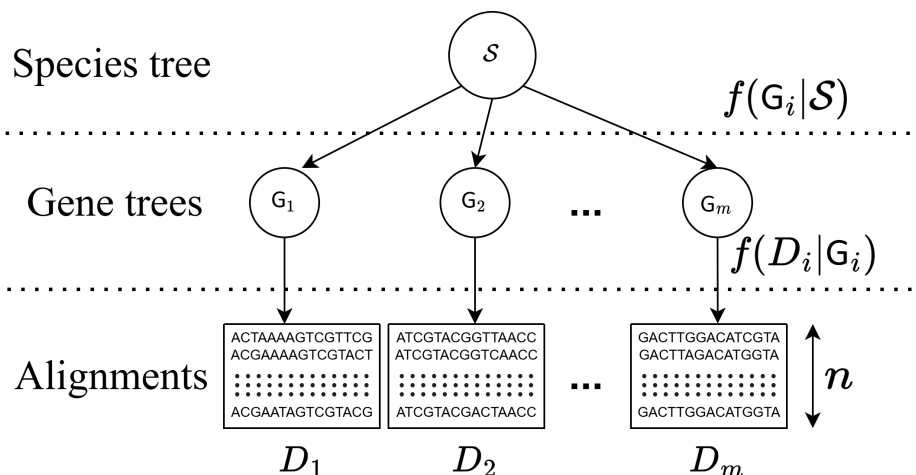 Species tree
S
f(G_i|S)
Gene trees
G_1
G_2
...
G_m
f(D_i|G_i)
Alignments
ACTAAAAGTCGTTCG
ACGAAAAGTCGTACT
ACGAATAGTCGTACG
ATCGTACGGTTAACC
ATCGTACGGTCAACC
ATCGTACGACTAACC
...
GACTTGGACATCGTA
GACTTAGACATGGTA
GACTTGGACATGGTA
n
D_1
D_2
D_m